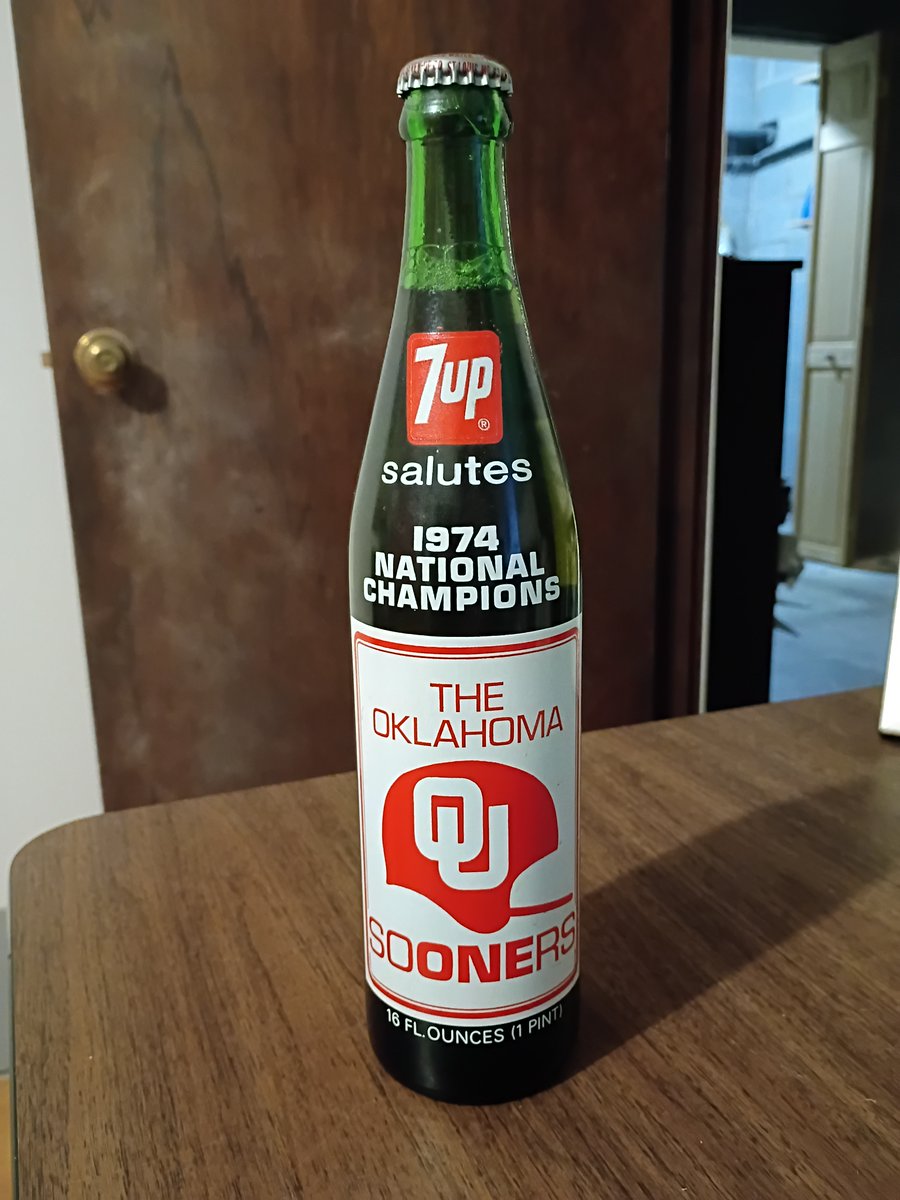 7up
®
salutes
1974
NATIONAL
CHAMPIONS
THE
OKLAHOMA
OU
SOONERS
16 FL.OUNCES (1 PINT)